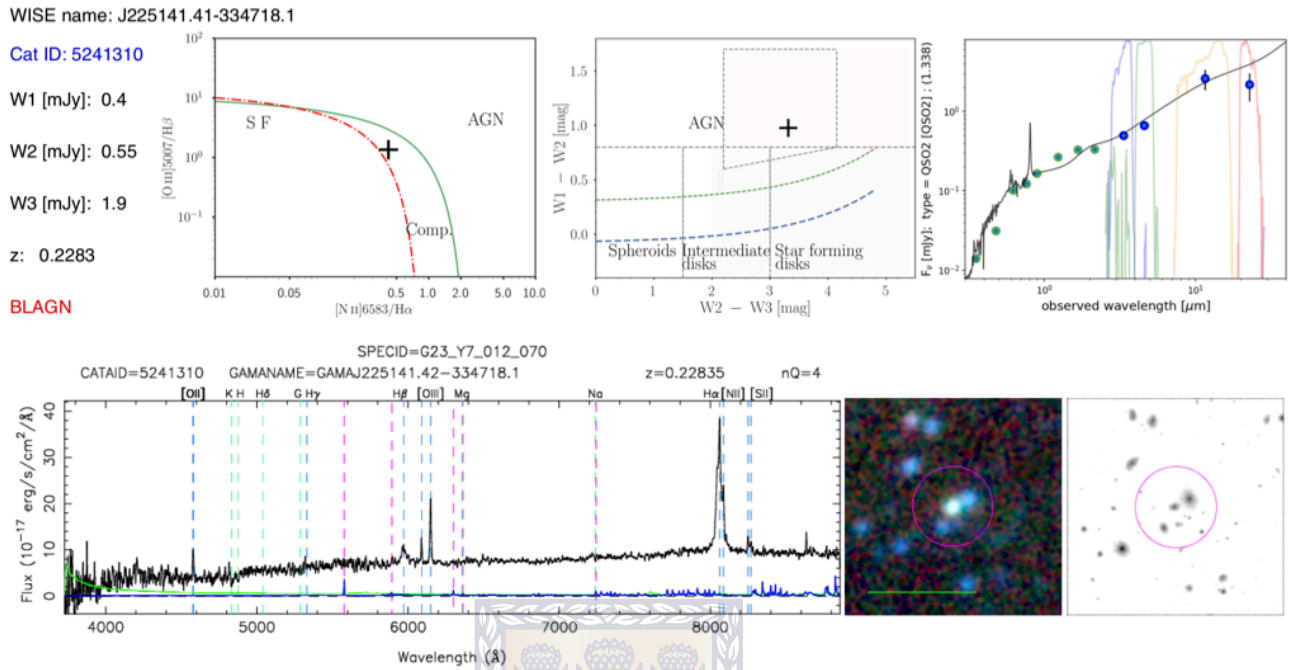 WISE name: J225141.41-334718.1
Cat ID: 5241310
W1 [mJy]: 0.4
W2 [mJy]: 0.55
W3 [mJy]: 1.9
z: 0.2283
BLAGN
[O III]5007/Hβ
10²
10¹
10⁰
10⁻¹
S F
AGN
Comp.
0.01 0.05 0.5 1.0 2.0 5.0 10.0
[N II]6583/Hα
W1 − W2 [mag]
1.5
1.0
0.5
0.0
AGN
Spheroids Intermediate Star forming
disks disks
0 1 2 3 4 5
W2 − W3 [mag]
Fᵥ [mJy]; type = QSO2 [QSO2] ; (1.338)
10⁰
10⁻¹
10⁻²
10⁰ 10¹
observed wavelength [μm]
SPECID=G23_Y7_012_070
CATAID=5241310 GAMANAME=GAMAJ225141.42−334718.1 z=0.22835 nQ=4
[OII] K H Hδ G Hγ Hβ [OIII] Mg Na Hα [NII] [SII]
Flux (10⁻¹⁷ erg/s/cm²/Å)
40
30
20
10
0
4000 5000 6000 7000 8000
Wavelength (Å)